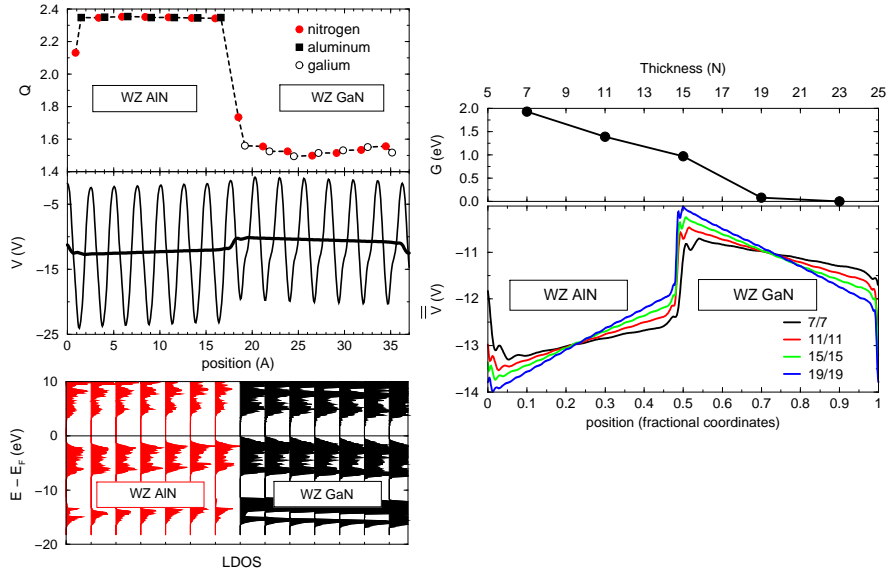 2.4
2.2
2.0
1.8
1.6
1.4
Q
nitrogen
aluminum
galium
WZ AlN
WZ GaN
−5
−15
−25
V (V)
0 5 10 15 20 25 30 35
position (A)
10
0
−10
−20
E − E_F (eV)
WZ AlN
WZ GaN
LDOS
Thickness (N)
5 7 9 11 13 15 17 19 21 23 25
2.0
1.5
1.0
0.5
0.0
G (eV)
−11
−12
−13
−14
V (V)
WZ AlN
WZ GaN
7/7
11/11
15/15
19/19
0 0.1 0.2 0.3 0.4 0.5 0.6 0.7 0.8 0.9 1
position (fractional coordinates)